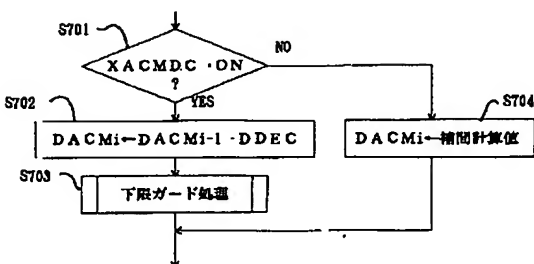 S701
XACMDC・ON
?
NO
YES
S702
DACMi←DACMi-1 -DDEC
S704
DACMi←補間計算値
S703
下限ガード処理